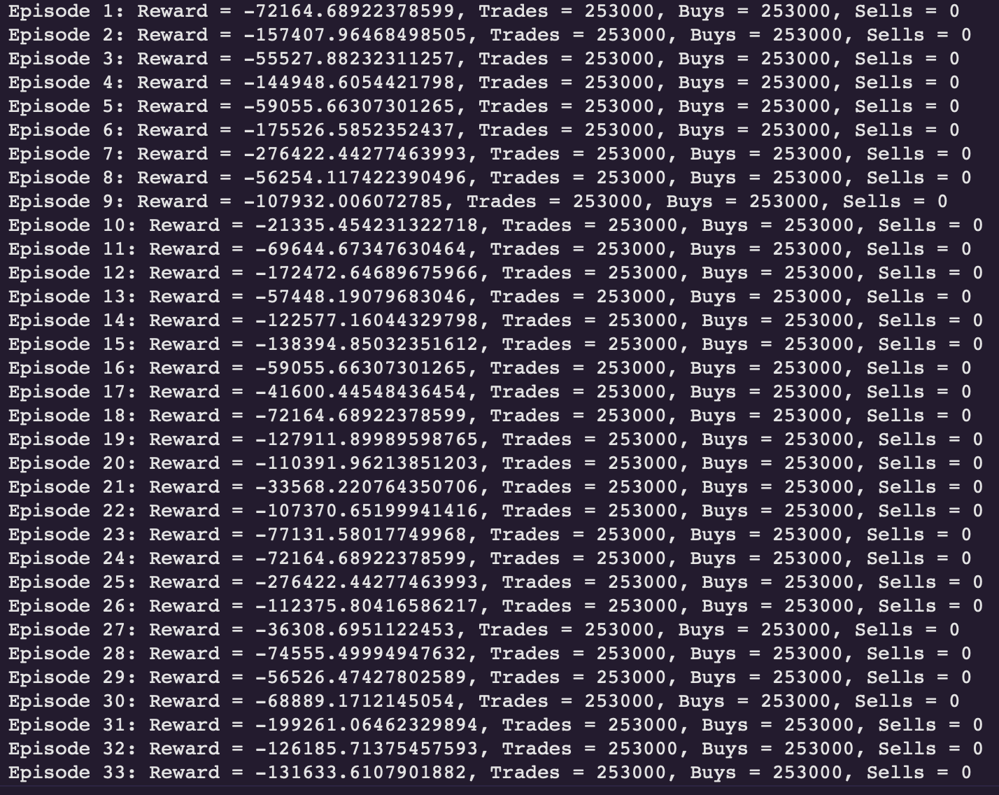 Episode 1: Reward = -72164.68922378599, Trades = 253000, Buys = 253000, Sells = 0
Episode 2: Reward = -157407.96468498505, Trades = 253000, Buys = 253000, Sells = 0
Episode 3: Reward = -55527.88232311257, Trades = 253000, Buys = 253000, Sells = 0
Episode 4: Reward = -144948.6054421798, Trades = 253000, Buys = 253000, Sells = 0
Episode 5: Reward = -59055.66307301265, Trades = 253000, Buys = 253000, Sells = 0
Episode 6: Reward = -175526.5852352437, Trades = 253000, Buys = 253000, Sells = 0
Episode 7: Reward = -276422.44277463993, Trades = 253000, Buys = 253000, Sells = 0
Episode 8: Reward = -56254.117422390496, Trades = 253000, Buys = 253000, Sells = 0
Episode 9: Reward = -107932.006072785, Trades = 253000, Buys = 253000, Sells = 0
Episode 10: Reward = -21335.454231322718, Trades = 253000, Buys = 253000, Sells = 0
Episode 11: Reward = -69644.67347630464, Trades = 253000, Buys = 253000, Sells = 0
Episode 12: Reward = -172472.64689675966, Trades = 253000, Buys = 253000, Sells = 0
Episode 13: Reward = -57448.19079683046, Trades = 253000, Buys = 253000, Sells = 0
Episode 14: Reward = -122577.16044329798, Trades = 253000, Buys = 253000, Sells = 0
Episode 15: Reward = -138394.85032351612, Trades = 253000, Buys = 253000, Sells = 0
Episode 16: Reward = -59055.66307301265, Trades = 253000, Buys = 253000, Sells = 0
Episode 17: Reward = -41600.44548436454, Trades = 253000, Buys = 253000, Sells = 0
Episode 18: Reward = -72164.68922378599, Trades = 253000, Buys = 253000, Sells = 0
Episode 19: Reward = -127911.89989598765, Trades = 253000, Buys = 253000, Sells = 0
Episode 20: Reward = -110391.96213851203, Trades = 253000, Buys = 253000, Sells = 0
Episode 21: Reward = -33568.220764350706, Trades = 253000, Buys = 253000, Sells = 0
Episode 22: Reward = -107370.65199941416, Trades = 253000, Buys = 253000, Sells = 0
Episode 23: Reward = -77131.58017749968, Trades = 253000, Buys = 253000, Sells = 0
Episode 24: Reward = -72164.68922378599, Trades = 253000, Buys = 253000, Sells = 0
Episode 25: Reward = -276422.44277463993, Trades = 253000, Buys = 253000, Sells = 0
Episode 26: Reward = -112375.80416586217, Trades = 253000, Buys = 253000, Sells = 0
Episode 27: Reward = -36308.6951122453, Trades = 253000, Buys = 253000, Sells = 0
Episode 28: Reward = -74555.49994947632, Trades = 253000, Buys = 253000, Sells = 0
Episode 29: Reward = -56526.47427802589, Trades = 253000, Buys = 253000, Sells = 0
Episode 30: Reward = -68889.1712145054, Trades = 253000, Buys = 253000, Sells = 0
Episode 31: Reward = -199261.06462329894, Trades = 253000, Buys = 253000, Sells = 0
Episode 32: Reward = -126185.71375457593, Trades = 253000, Buys = 253000, Sells = 0
Episode 33: Reward = -131633.6107901882, Trades = 253000, Buys = 253000, Sells = 0